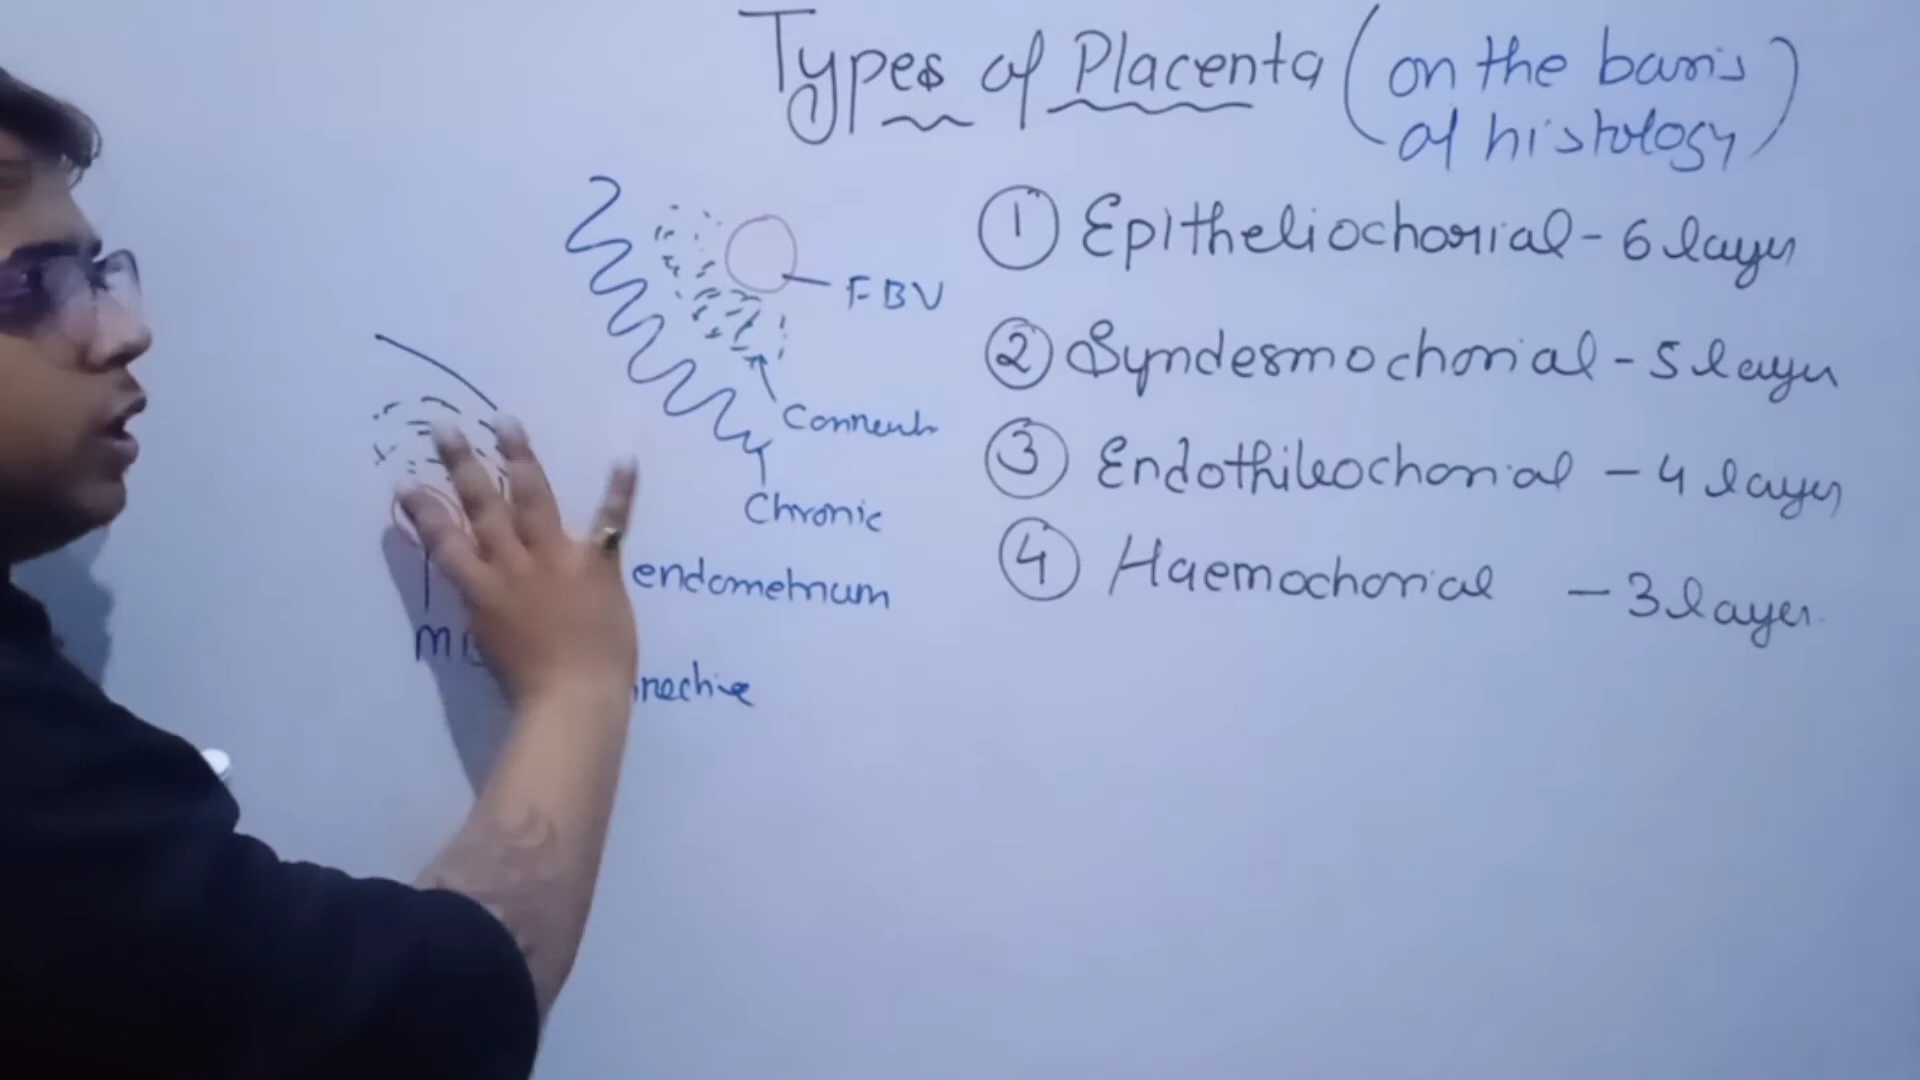 Types of Placenta (on the basis
of histology)
① Epitheliochorial - 6 layer
② Syndesmochorial - 5 layer
③ Endothileochorial - 4 layer
④ Haemochorial - 3 layer
FBV
Chronic
endometrium